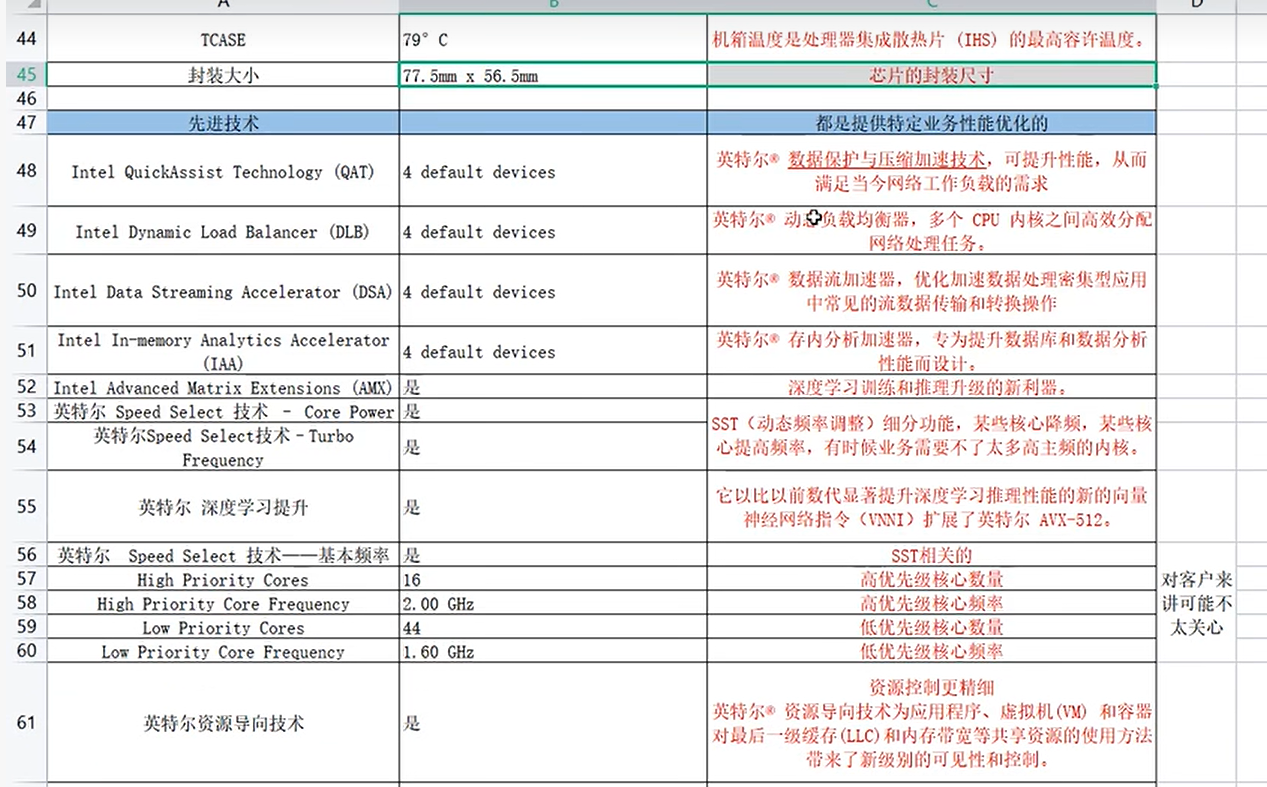 A B C D
44 TCASE 79° C 机箱温度是处理器集成散热片 (IHS) 的最高容许温度。
45 封装大小 77.5mm x 56.5mm 芯片的封装尺寸
46
47 先进技术 都是提供特定业务性能优化的
48 Intel QuickAssist Technology (QAT) 4 default devices 英特尔® 数据保护与压缩加速技术, 可提升性能, 从而
满足当今网络工作负载的需求
49 Intel Dynamic Load Balancer (DLB) 4 default devices 英特尔® 动态负载均衡器, 多个 CPU 内核之间高效分配
网络处理任务。
50 Intel Data Streaming Accelerator (DSA) 4 default devices 英特尔® 数据流加速器, 优化加速数据处理密集型应用
中常见的流数据传输和转换操作
51 Intel In-memory Analytics Accelerator
(IAA) 4 default devices 英特尔® 存内分析加速器, 专为提升数据库和数据分析
性能而设计。
52 Intel Advanced Matrix Extensions (AMX) 是 深度学习训练和推理升级的新利器。
53 英特尔 Speed Select 技术 – Core Power 是
54 英特尔Speed Select技术–Turbo
Frequency 是
SST（动态频率调整）细分功能, 某些核心降频, 某些核
心提高频率, 有时候业务需要不了太多高主频的内核。
55 英特尔 深度学习提升 是 它以比以前数代显著提升深度学习推理性能的新的向量
神经网络指令（VNNI）扩展了英特尔 AVX-512。
56 英特尔 Speed Select 技术——基本频率 是 SST相关的
57 High Priority Cores 16 高优先级核心数量
58 High Priority Core Frequency 2.00 GHz 高优先级核心频率
59 Low Priority Cores 44 低优先级核心数量
60 Low Priority Core Frequency 1.60 GHz 低优先级核心频率
对客户来
讲可能不
太关心
61 英特尔资源导向技术 是 资源控制更精细
英特尔® 资源导向技术为应用程序、虚拟机(VM) 和容器
对最后一级缓存(LLC)和内存带宽等共享资源的使用方法
带来了新级别的可见性和控制。